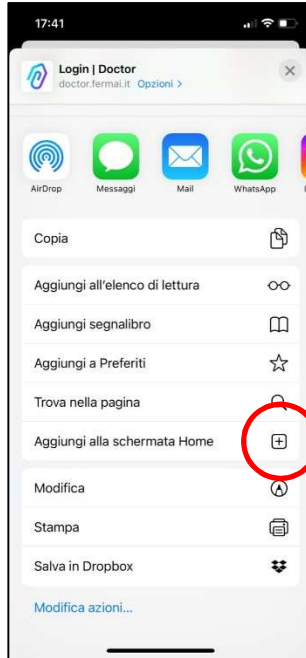 17:41
Login | Doctor
doctor.fermai.it Opzioni >
AirDrop Messaggi Mail WhatsApp
Copia
Aggiungi all'elenco di lettura
Aggiungi segnalibro
Aggiungi a Preferiti
Trova nella pagina
Aggiungi alla schermata Home
Modifica
Stampa
Salva in Dropbox
Modifica azioni...